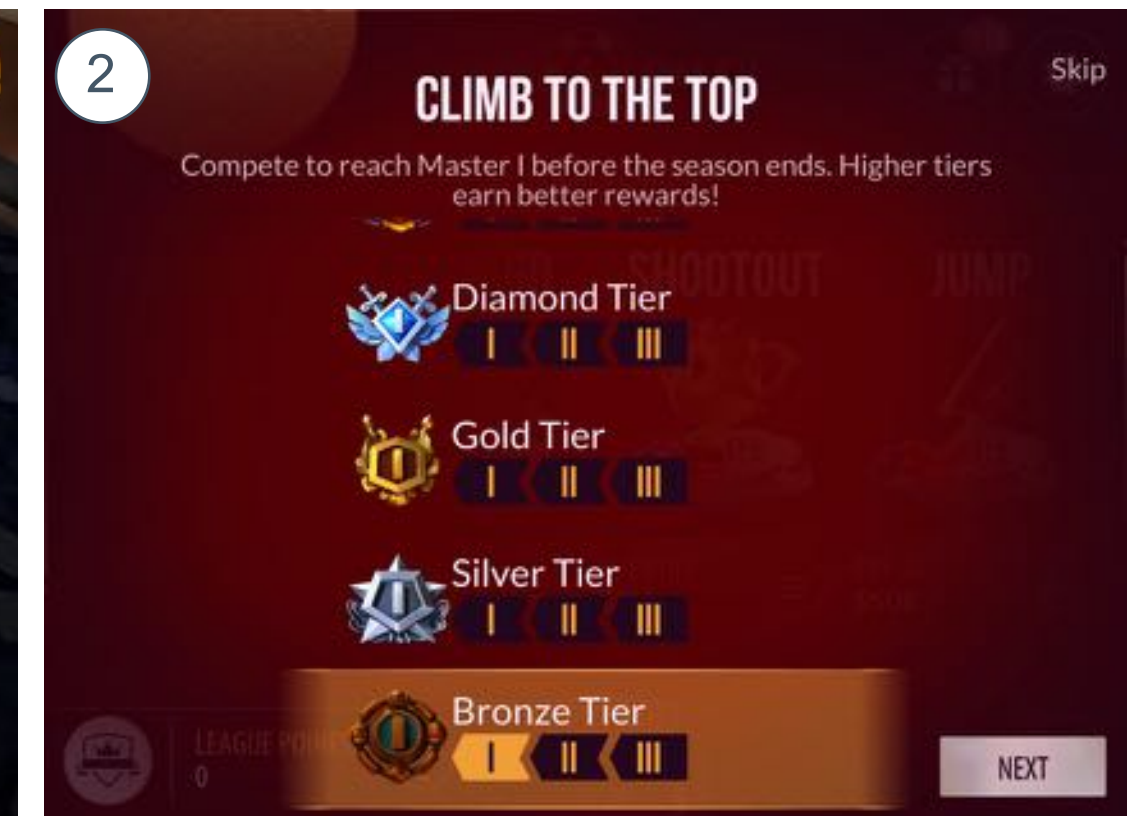 2
Skip
CLIMB TO THE TOP
Compete to reach Master I before the season ends. Higher tiers
earn better rewards!
SHOOTOUT
JUMP
Diamond Tier
I II III
Gold Tier
I II III
Silver Tier
I II III
Bronze Tier
I II III
LEAGUE
0
NEXT